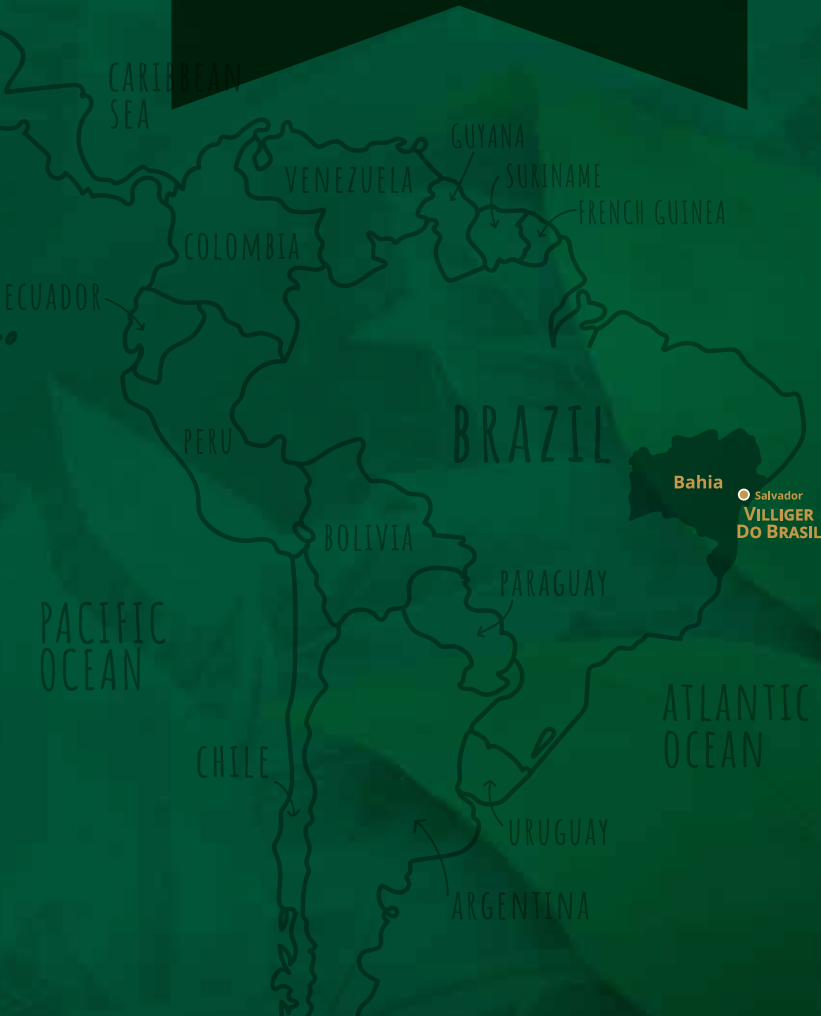 CARIBBEAN
SEA
GUYANA
VENEZUELA
SURINAME
FRENCH GUINEA
COLOMBIA
ECUADOR
BRAZIL
PERU
Bahia
Salvador
VILLIGER
DO BRASIL
BOLIVIA
PARAGUAY
PACIFIC
OCEAN
ATLANTIC
OCEAN
CHILE
URUGUAY
ARGENTINA